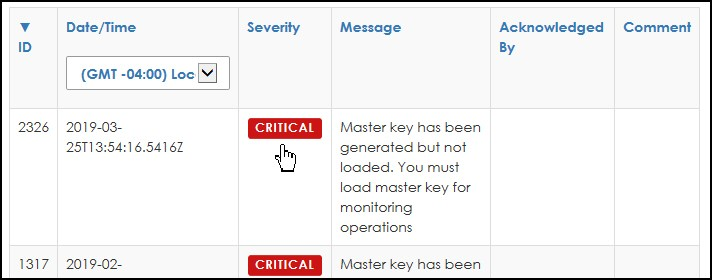 ▼ Date/Time Severity Message Acknowledged Comment
ID By
(GMT -04:00) Loc
2326 2019-03- CRITICAL Master key has been
25T13:54:16.5416Z generated but not
loaded. You must
load master key for
monitoring
operations
1317 2019-02- CRITICAL Master key has been